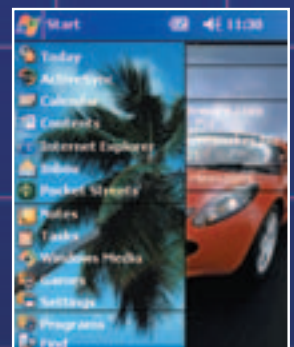 Start 11:30
Today
ActiveSync
Calendar
Contacts
Internet Explorer
Inbox
Pocket Streets
Notes
Tasks
Windows Media
Games
Settings
Programs
Find